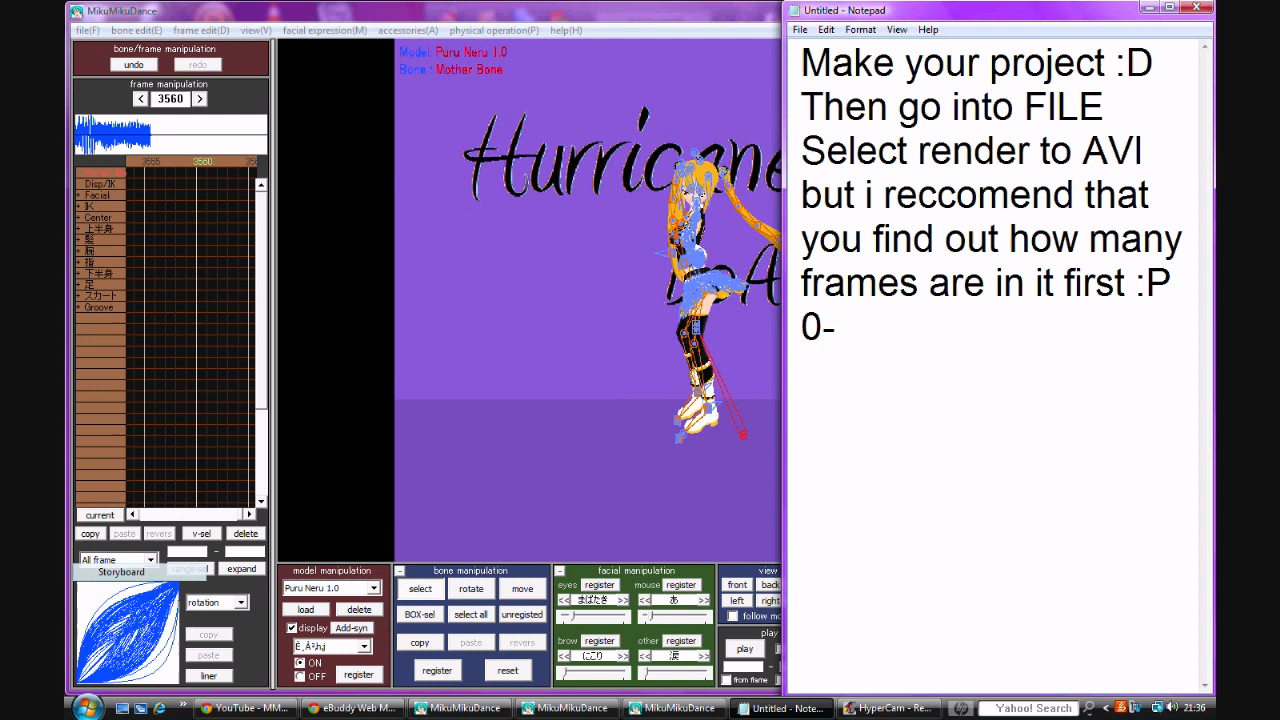 MikuMikuDance
file(F) bone edit(E) frame edit(D) view(V) facial expression(M) accessories(A) physical operation(P) help(H)
bone/frame manipulation
undo redo
frame manipulation
< 3560 >
3555 3560
Disp/IK
+ Facial
+ IK
+ Center
+ 上半身
+ 髪
+ 腕
+ 指
+ 下半身
+ 足
+ スカート
+ Groove
current
copy paste revers v-sel delete
All frame -
range-sel expand
Storyboard
rotation
copy
paste
liner
Model: Puru Neru 1.0
Bone : Mother Bone
Hurricane
model manipulation
Puru Neru 1.0
load delete
display Add-syn
ON
OFF register
- bone manipulation
select rotate move
BOX-sel select all unregisted
copy paste revers
register reset
- facial manipulation
eyes register mouse register
<< まばたき >> << あ >>
brow register other register
<< にこり >> << 涙 >>
view
front back
left right
follow mo
play
play
-
from frame
Untitled - Notepad
File Edit Format View Help
Make your project :D
Then go into FILE
Select render to AVI
but i reccomend that
you find out how many
frames are in it first :P
0-
YouTube - MM... eBuddy Web M... MikuMikuDance MikuMikuDance MikuMikuDance Untitled - Note... HyperCam - Re... Yahoo! Search 21:36